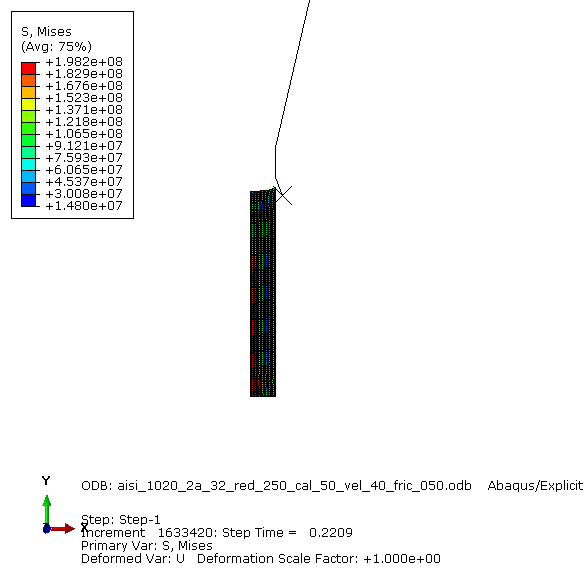 S, Mises
(Avg: 75%)
+1.982e+08
+1.829e+08
+1.676e+08
+1.523e+08
+1.371e+08
+1.218e+08
+1.065e+08
+9.121e+07
+7.593e+07
+6.065e+07
+4.537e+07
+3.008e+07
+1.480e+07
Y
X
ODB: aisi_1020_2a_32_red_250_cal_50_vel_40_fric_050.odb Abaqus/Explicit
Step: Step-1
Increment 1633420: Step Time = 0.2209
Primary Var: S, Mises
Deformed Var: U Deformation Scale Factor: +1.000e+00